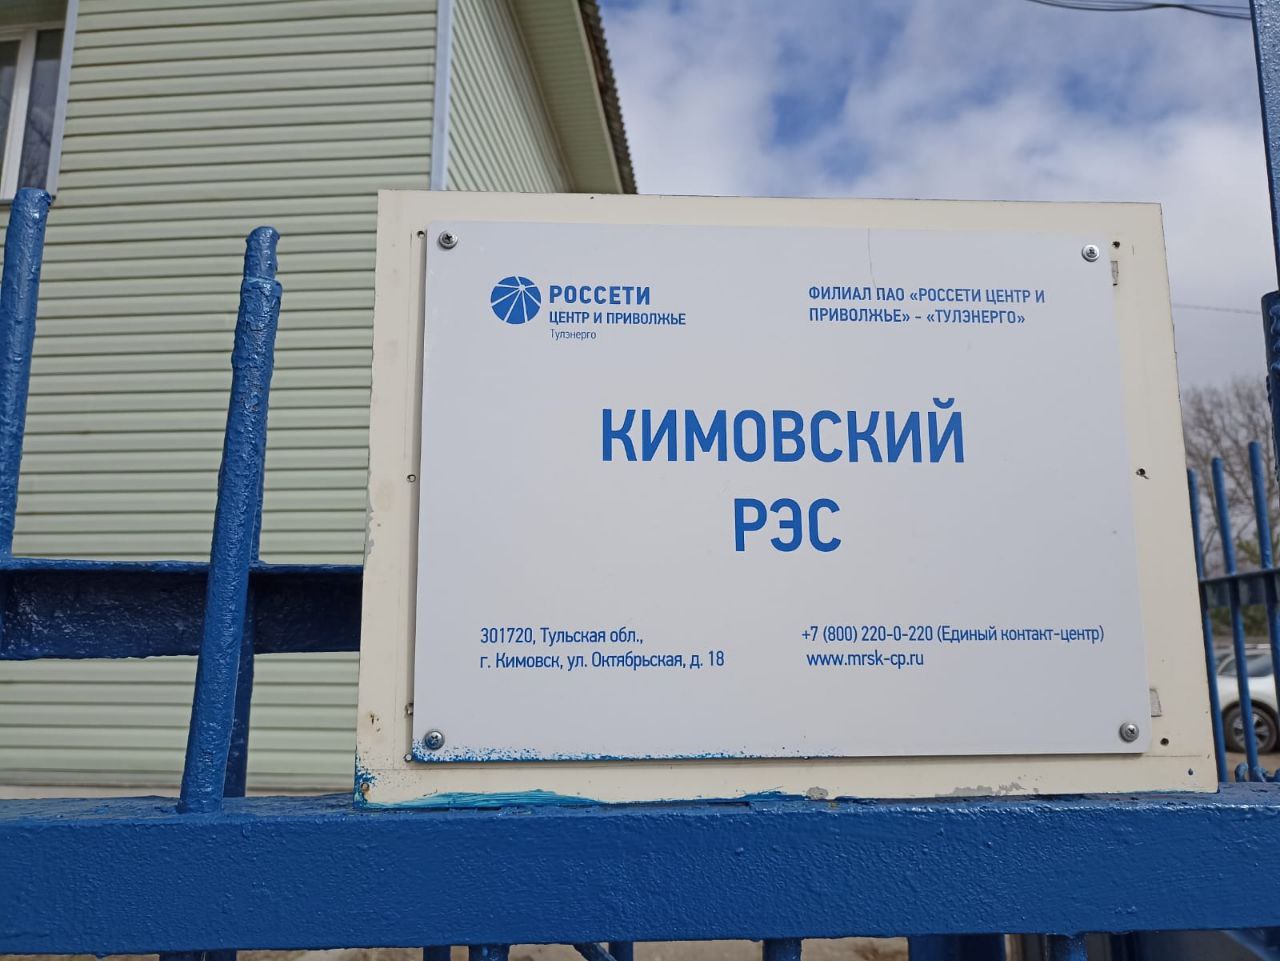 РОССЕТИ
ЦЕНТР И ПРИВОЛЖЬЕ
Тулэнерго
ФИЛИАЛ ПАО «РОССЕТИ ЦЕНТР И
ПРИВОЛЖЬЕ» - «ТУЛЭНЕРГО»
КИМОВСКИЙ
РЭС
301720, Тульская обл.,
г. Кимовск, ул. Октябрьская, д. 18
+7 (800) 220-0-220 (Единый контакт-центр)
www.mrsk-cp.ru